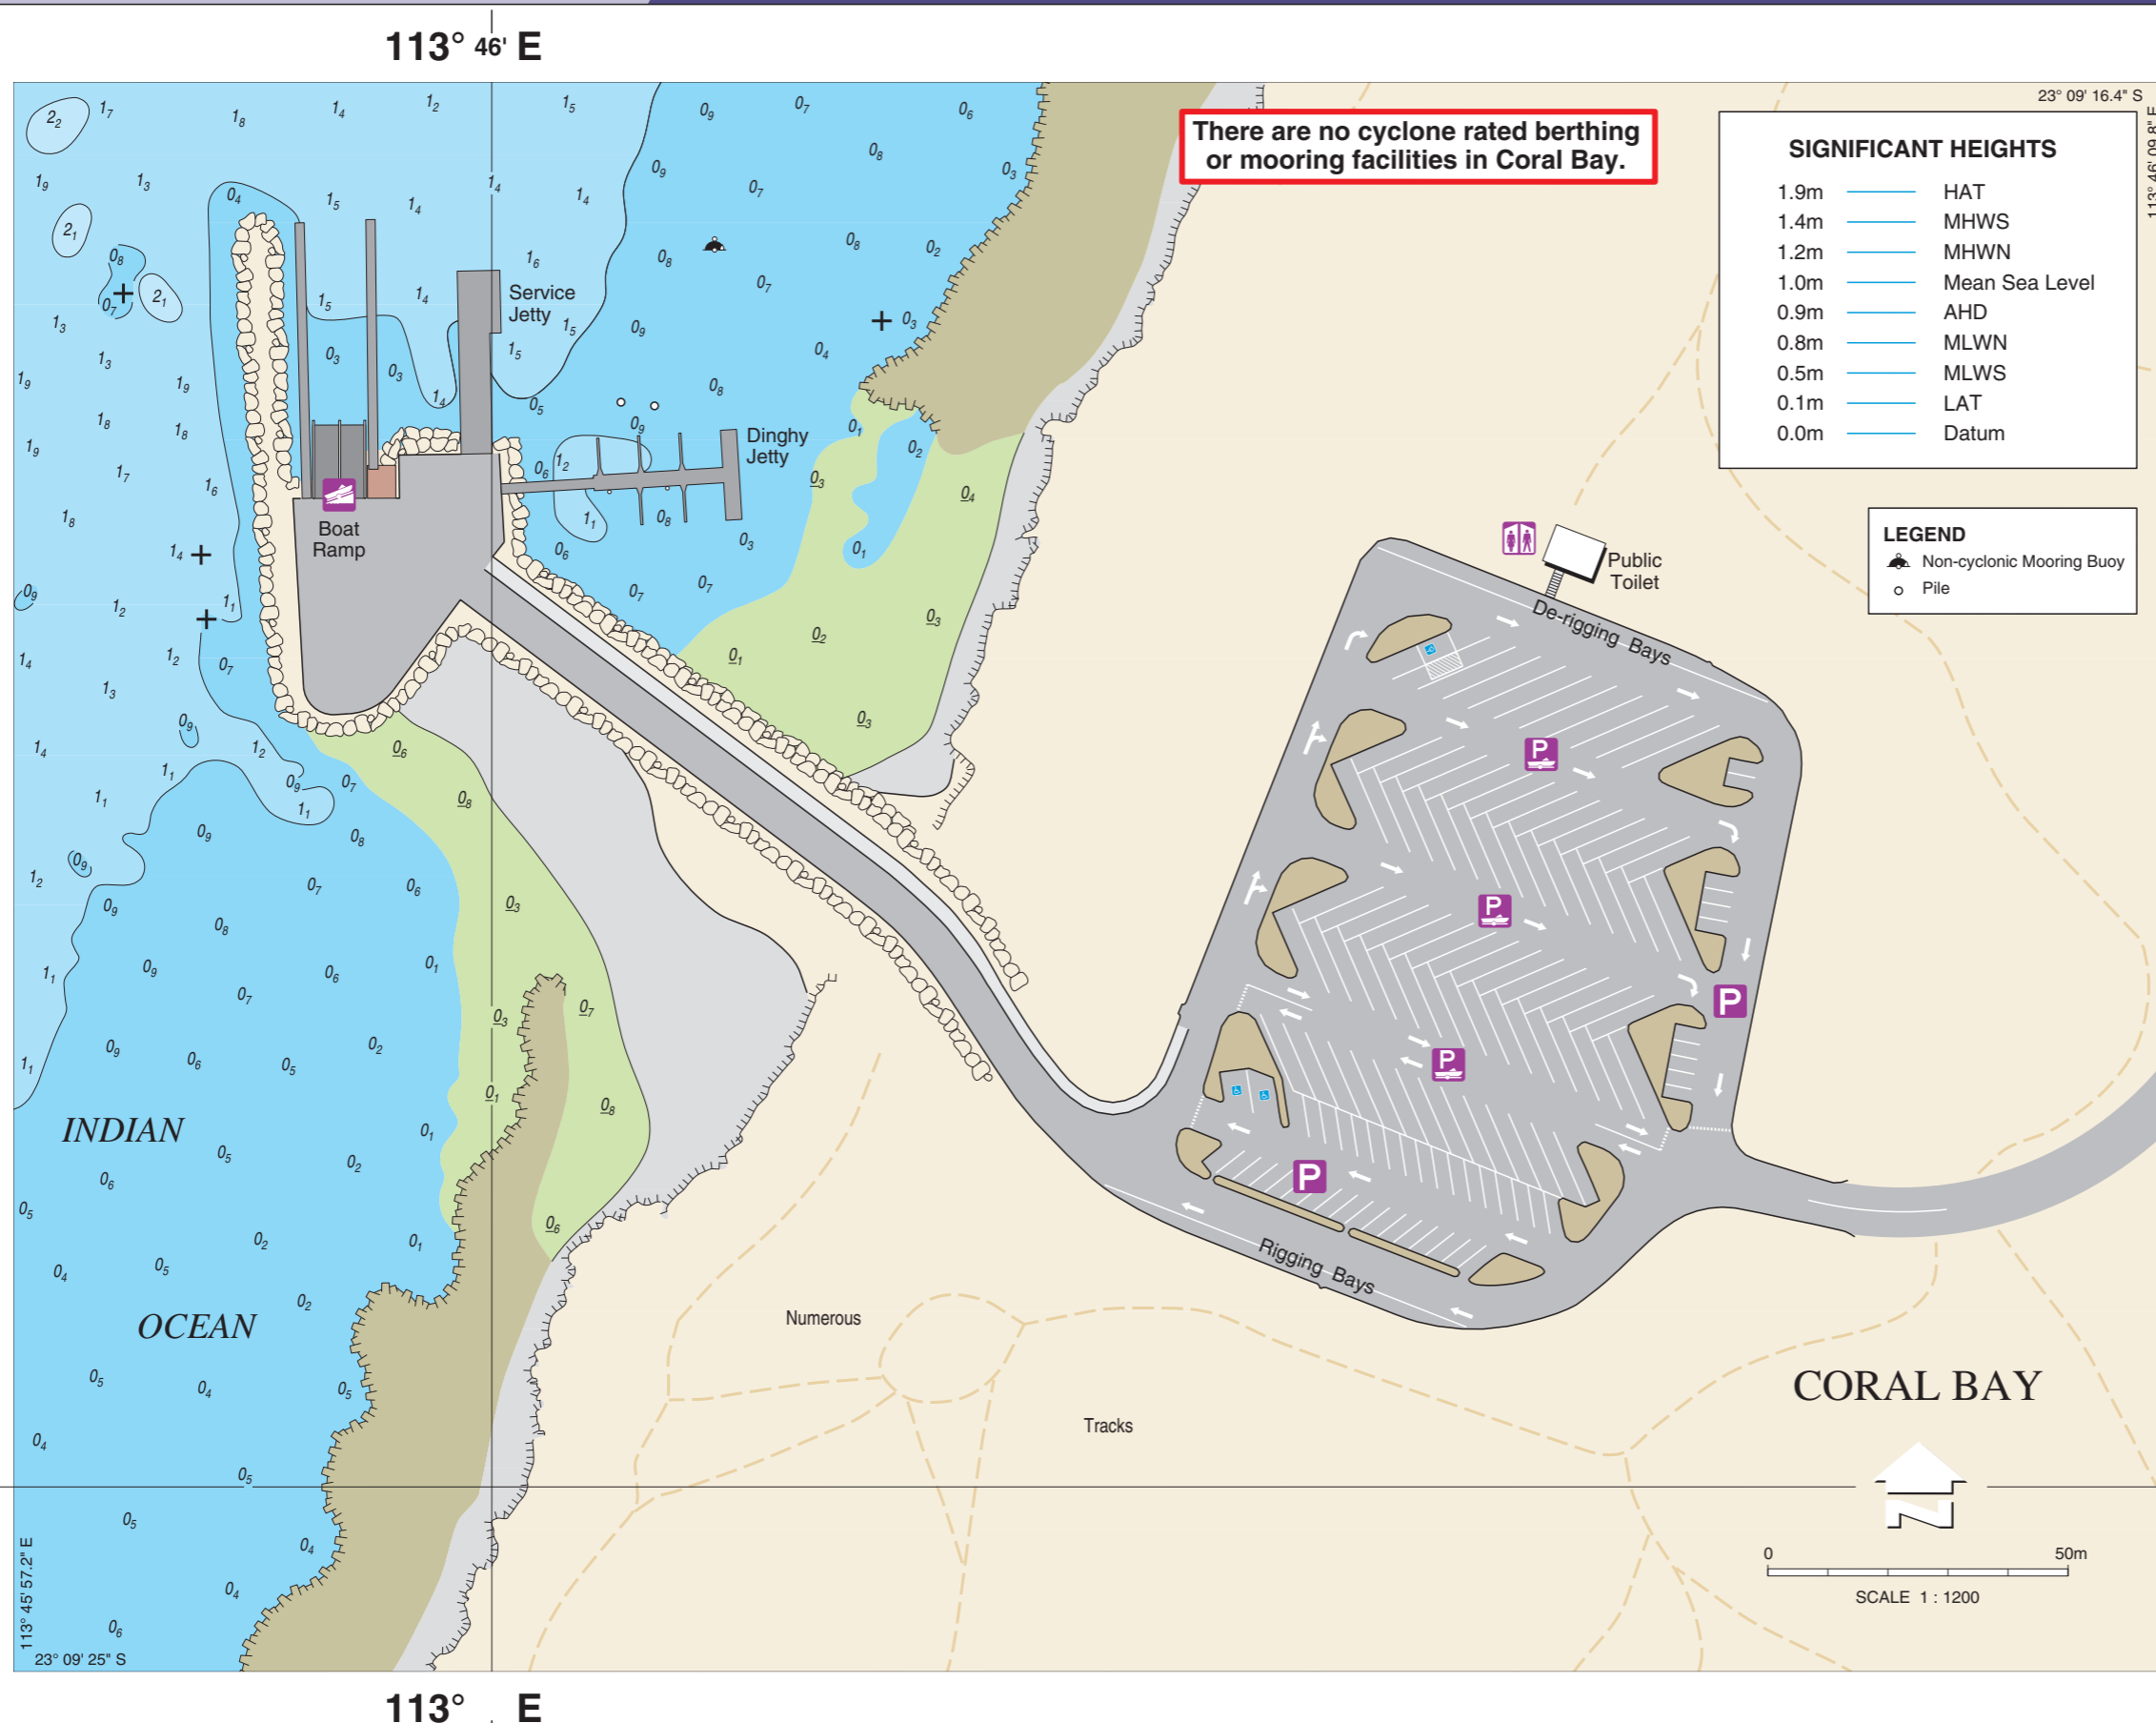 113° 46' E
23° 09' 16.4" S
113° 46' 09.8" E
There are no cyclone rated berthing
or mooring facilities in Coral Bay.
SIGNIFICANT HEIGHTS
1.9m HAT
1.4m MHWS
1.2m MHWN
1.0m Mean Sea Level
0.9m AHD
0.8m MLWN
0.5m MLWS
0.1m LAT
0.0m Datum
LEGEND
Non-cyclonic Mooring Buoy
Pile
Service
Jetty
Dinghy
Jetty
Boat
Ramp
Public
Toilet
De-rigging Bays
P
P
P
P
P
Rigging Bays
INDIAN
OCEAN
Numerous
Tracks
CORAL BAY
N
0 50m
SCALE 1 : 1200
113° 45' 57.2" E
23° 09' 25" S
113° E